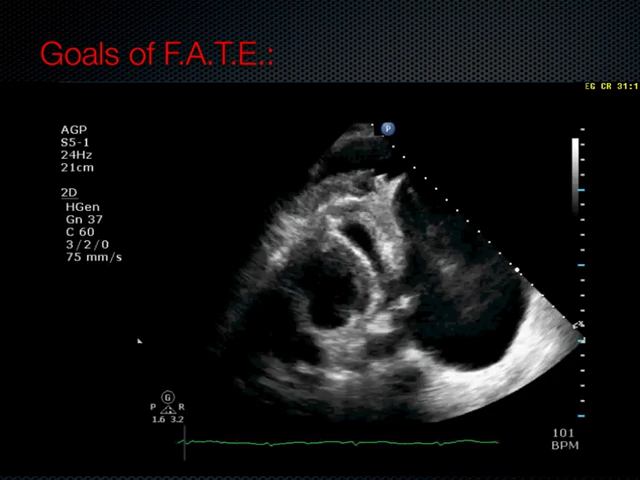 Goals of F.A.T.E.:
EG CR 31:1
AGP
S5-1
24Hz
21cm
2D
HGen
Gn 37
C 60
3/2/0
75 mm/s
P
G
P R
1.6 3.2
101
BPM